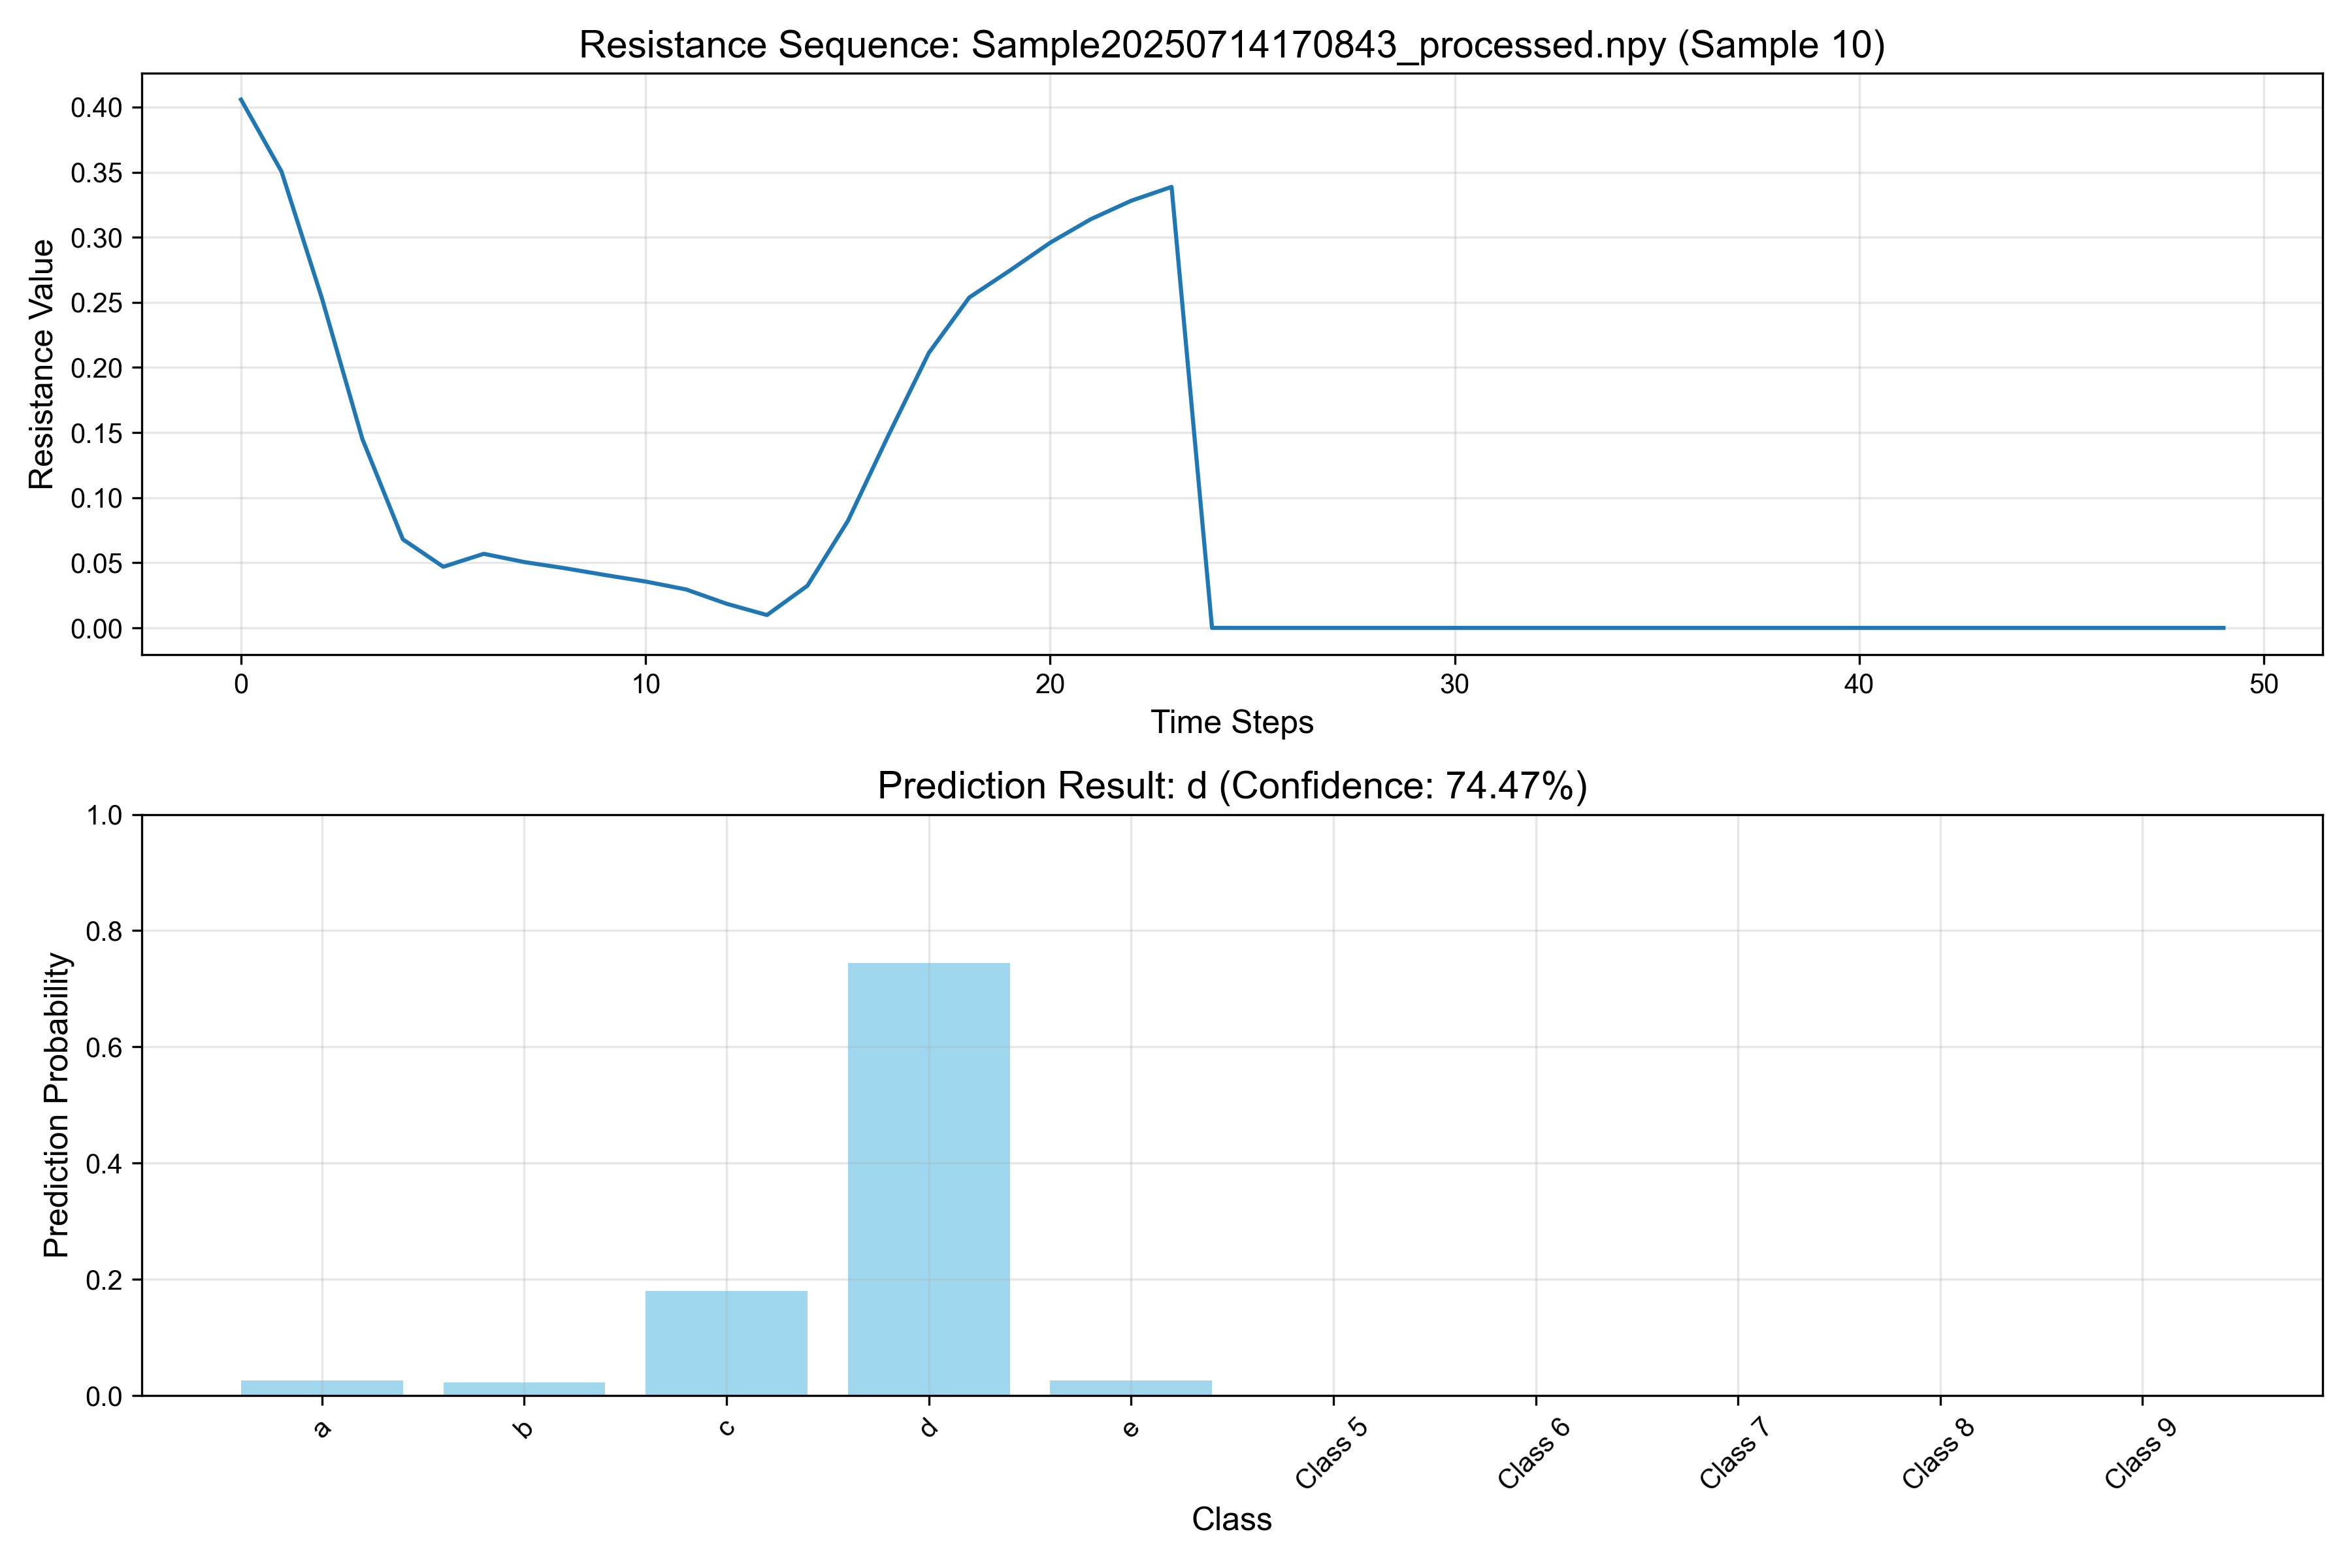 Resistance Sequence: Sample20250714170843_processed.npy (Sample 10)
Resistance Value
0.40
0.35
0.30
0.25
0.20
0.15
0.10
0.05
0.00
0 10 20 30 40 50
Time Steps
Prediction Result: d (Confidence: 74.47%)
Prediction Probability
1.0
0.8
0.6
0.4
0.2
0.0
a b c d e Class 5 Class 6 Class 7 Class 8 Class 9
Class